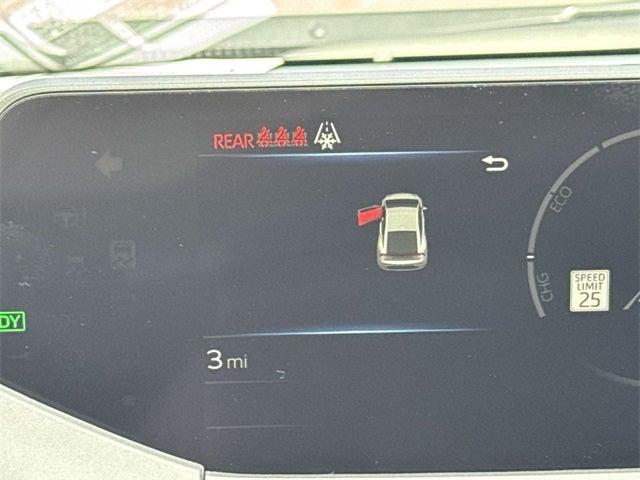 REAR
ECO
CHG
SPEED
LIMIT
25
DY
3 mi